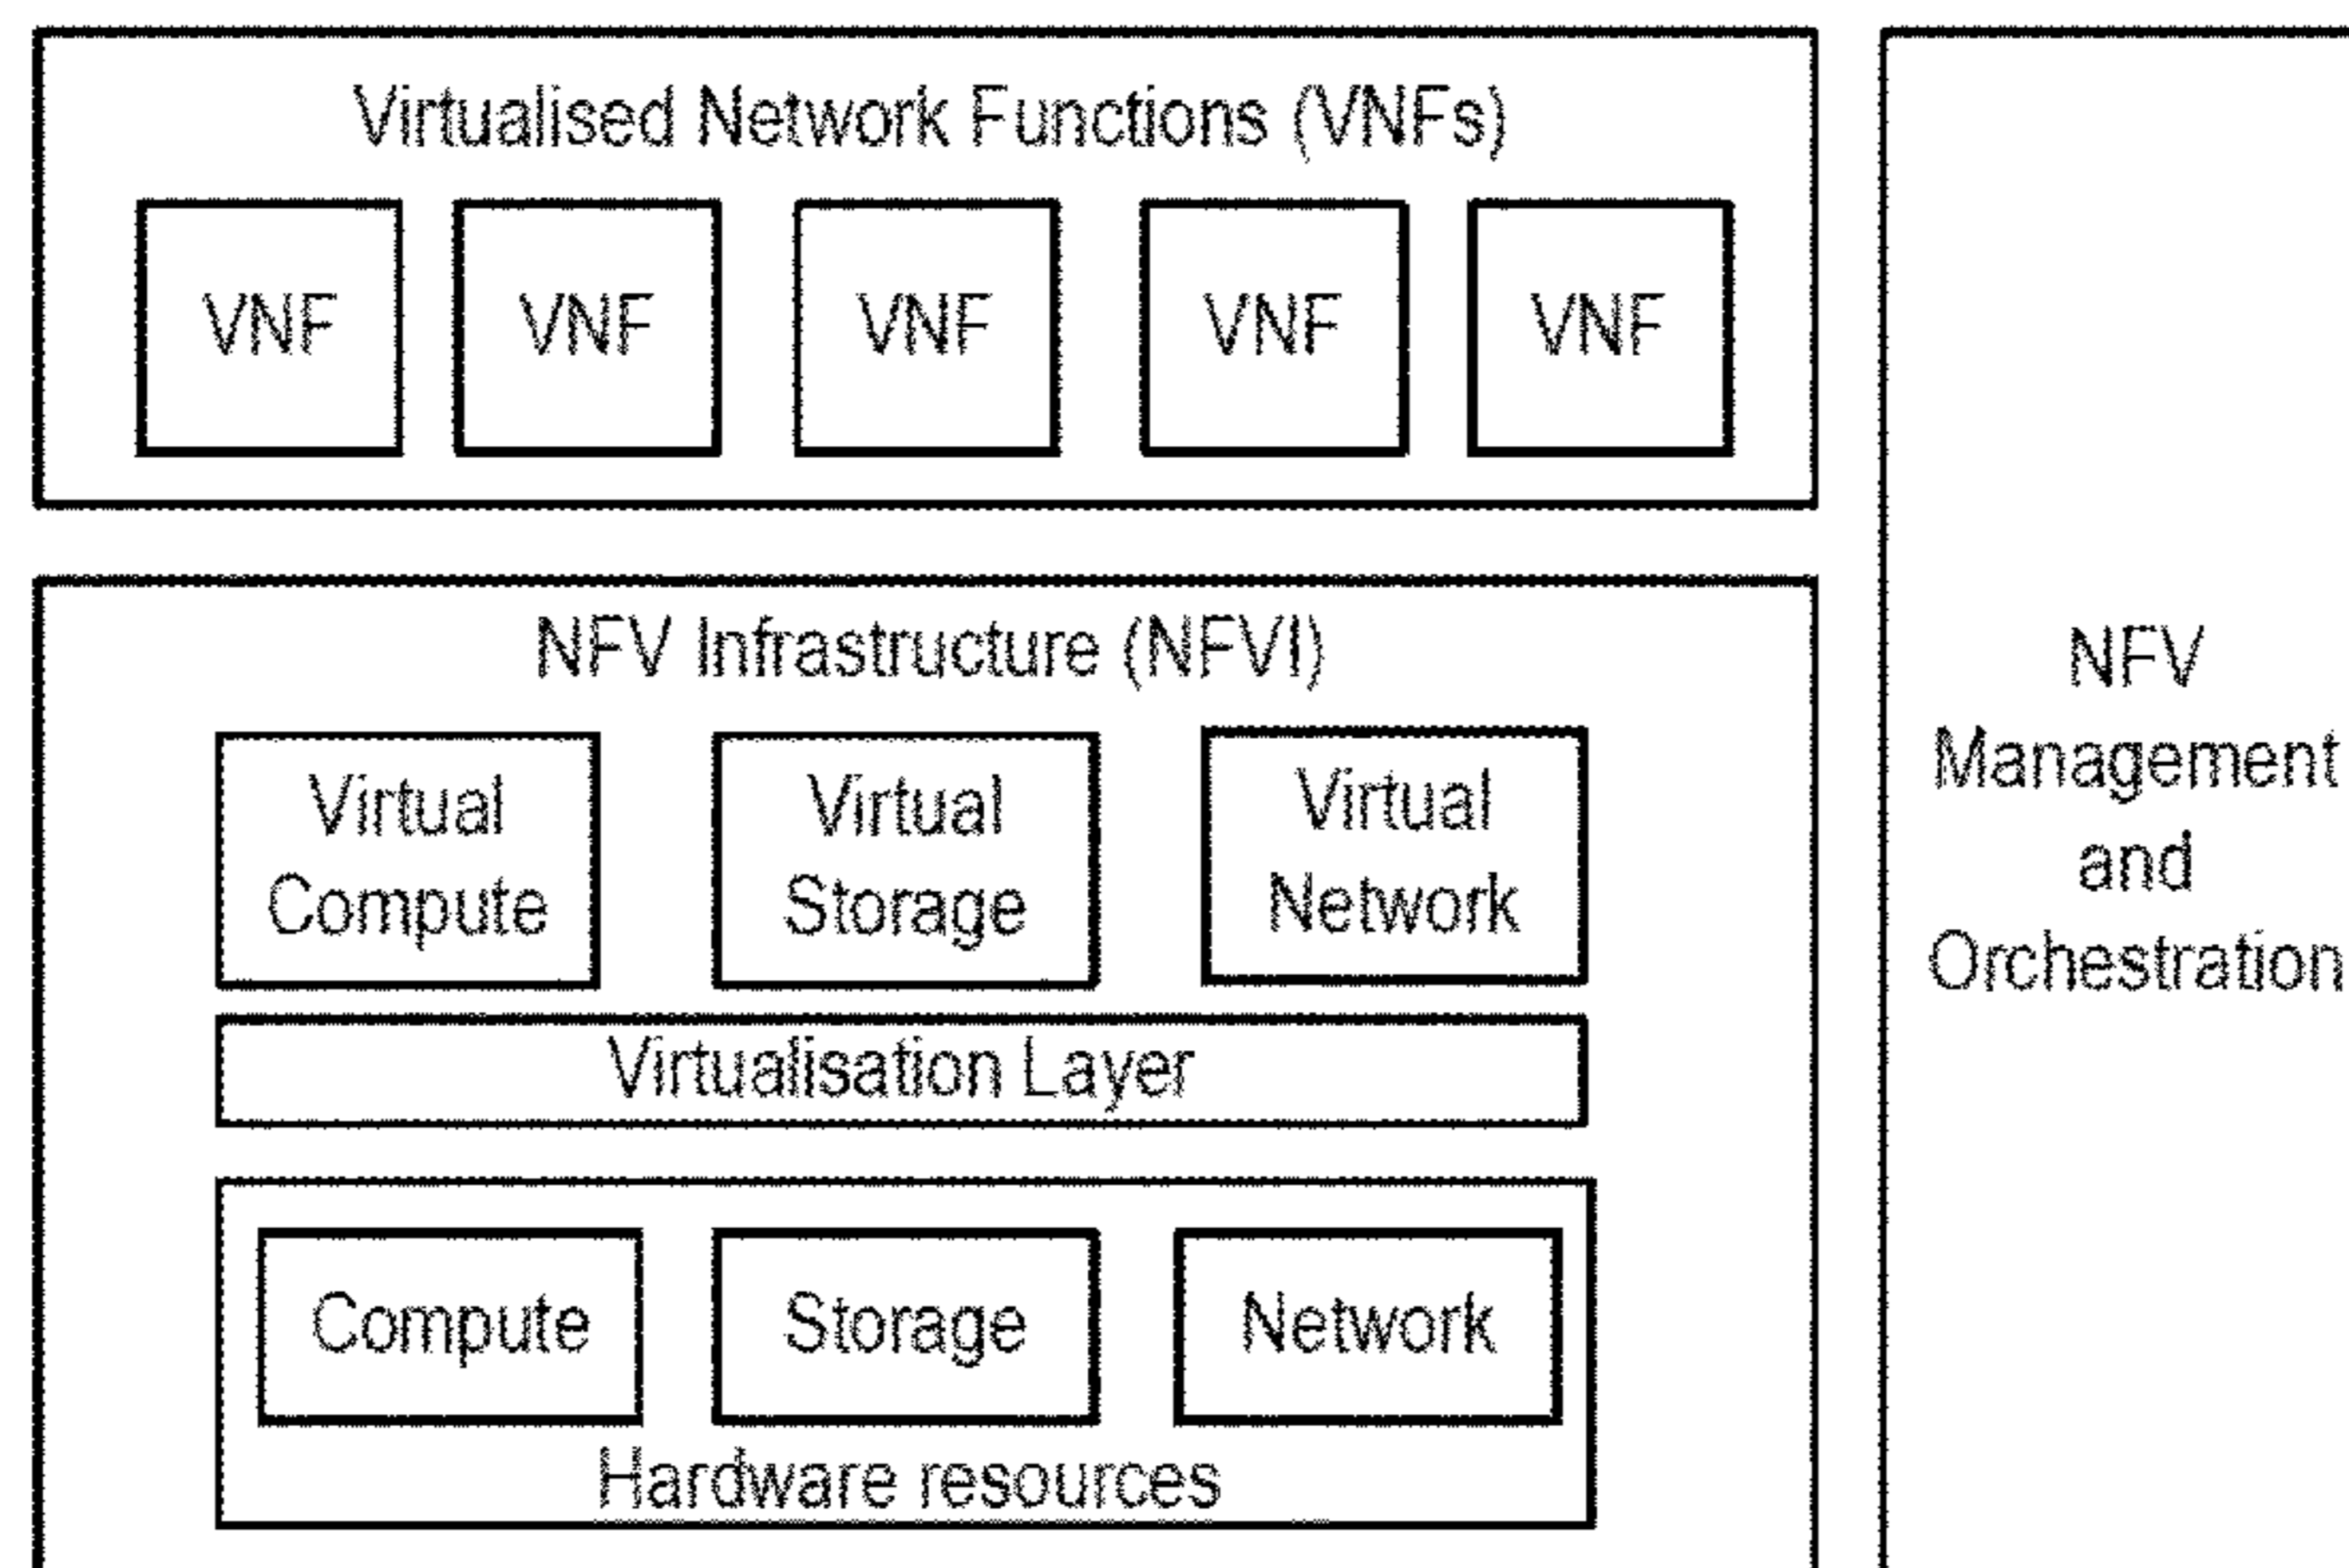 Virtualised Network Functions (VNFs)
VNF VNF VNF VNF VNF
NFV Infrastructure (NFVI)
Virtual Compute
Virtual Storage
Virtual Network
Virtualisation Layer
Compute Storage Network
Hardware resources
NFV
Management
and
Orchestration